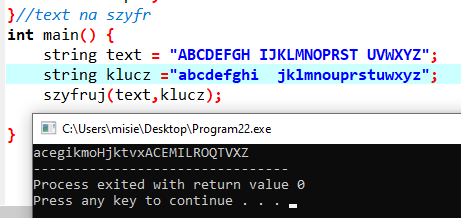 }//text na szyfr
int main() {
string text = "ABCDEFGH IJKLMNOPRST UVWXYZ";
string klucz ="abcdefghi  jklmnouprstuwxyz";
szyfruj(text,klucz);
}
C:\Users\misie\Desktop\Program22.exe
acegikmoHjktvxACEMILROQTVXZ
--------------------------------
Process exited with return value 0
Press any key to continue . . .